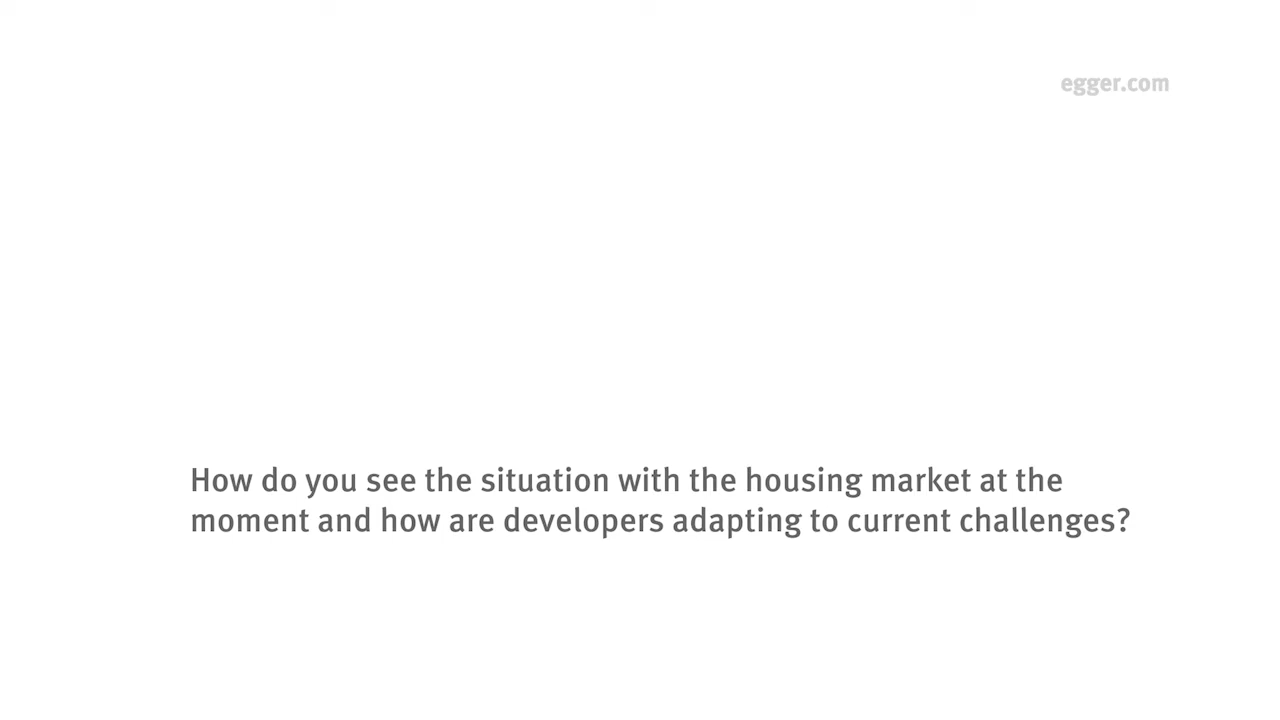 egger.com
How do you see the situation with the housing market at the
moment and how are developers adapting to current challenges?